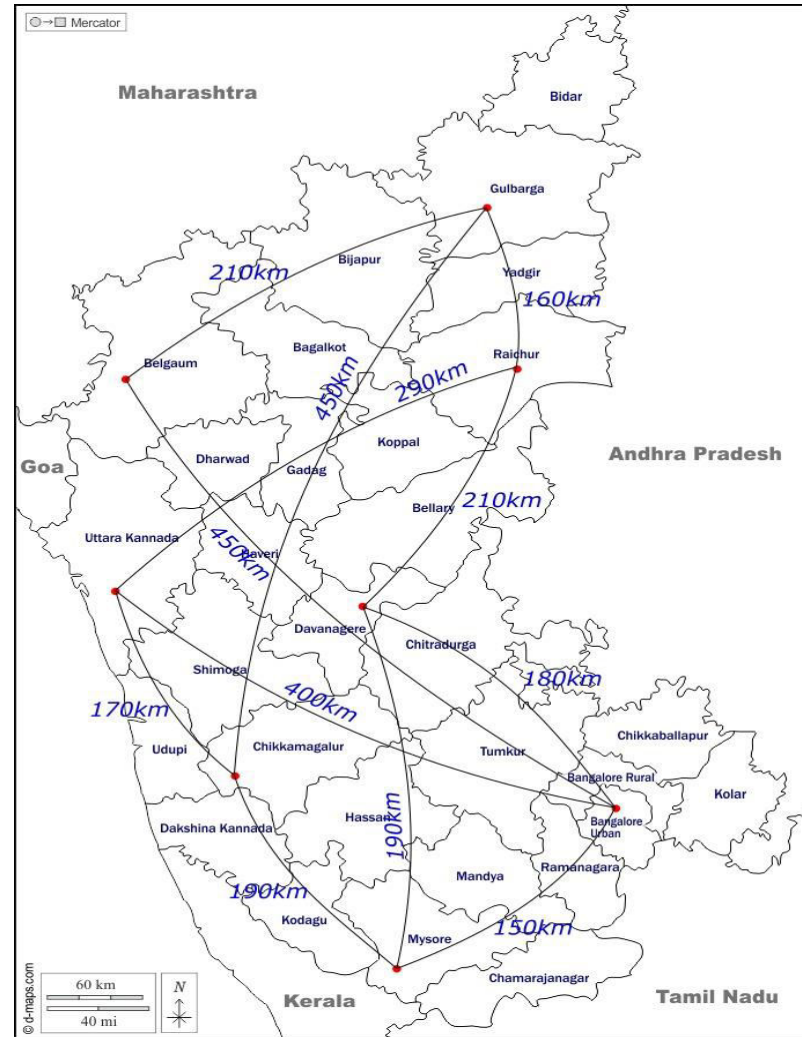 Mercator
Maharashtra
Bidar
Gulbarga
Bijapur
210km
Yadgir
160km
Bagalkot
Raichur
Belgaum
450km
290km
Koppal
Dharwad
Goa
Gadag
Andhra Pradesh
Bellary
210km
Uttara Kannada
450km
Haveri
Davanagere
Chitradurga
Shimoga
180km
400km
170km
Chikkaballapur
Udupi
Chikkamagalur
Tumkur
Bangalore Rural
Kolar
Hassan
190km
Dakshina Kannada
Bangalore
Urban
Ramanagara
Mandya
190km
Kodagu
150km
Mysore
Chamarajanagar
60 km
40 mi
N
Kerala
Tamil Nadu
© d-maps.com